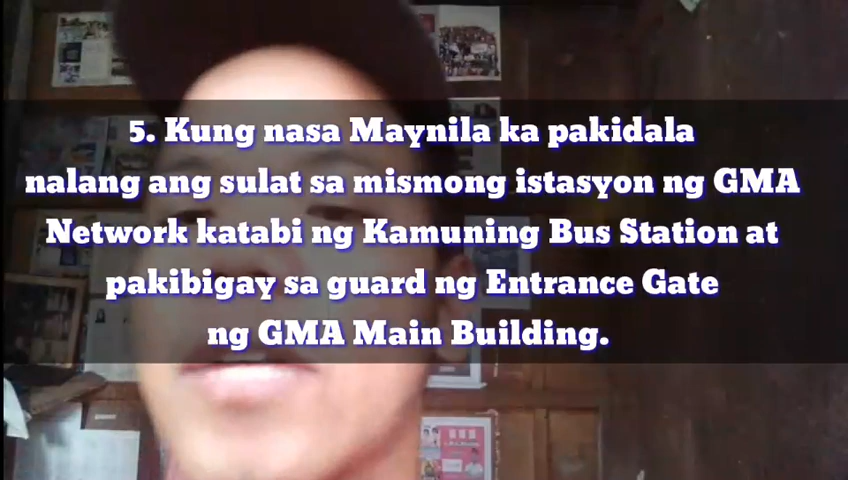 5. Kung nasa Maynila ka pakidala
nalang ang sulat sa mismong istasyon ng GMA
Network katabi ng Kamuning Bus Station at
pakibigay sa guard ng Entrance Gate
ng GMA Main Building.